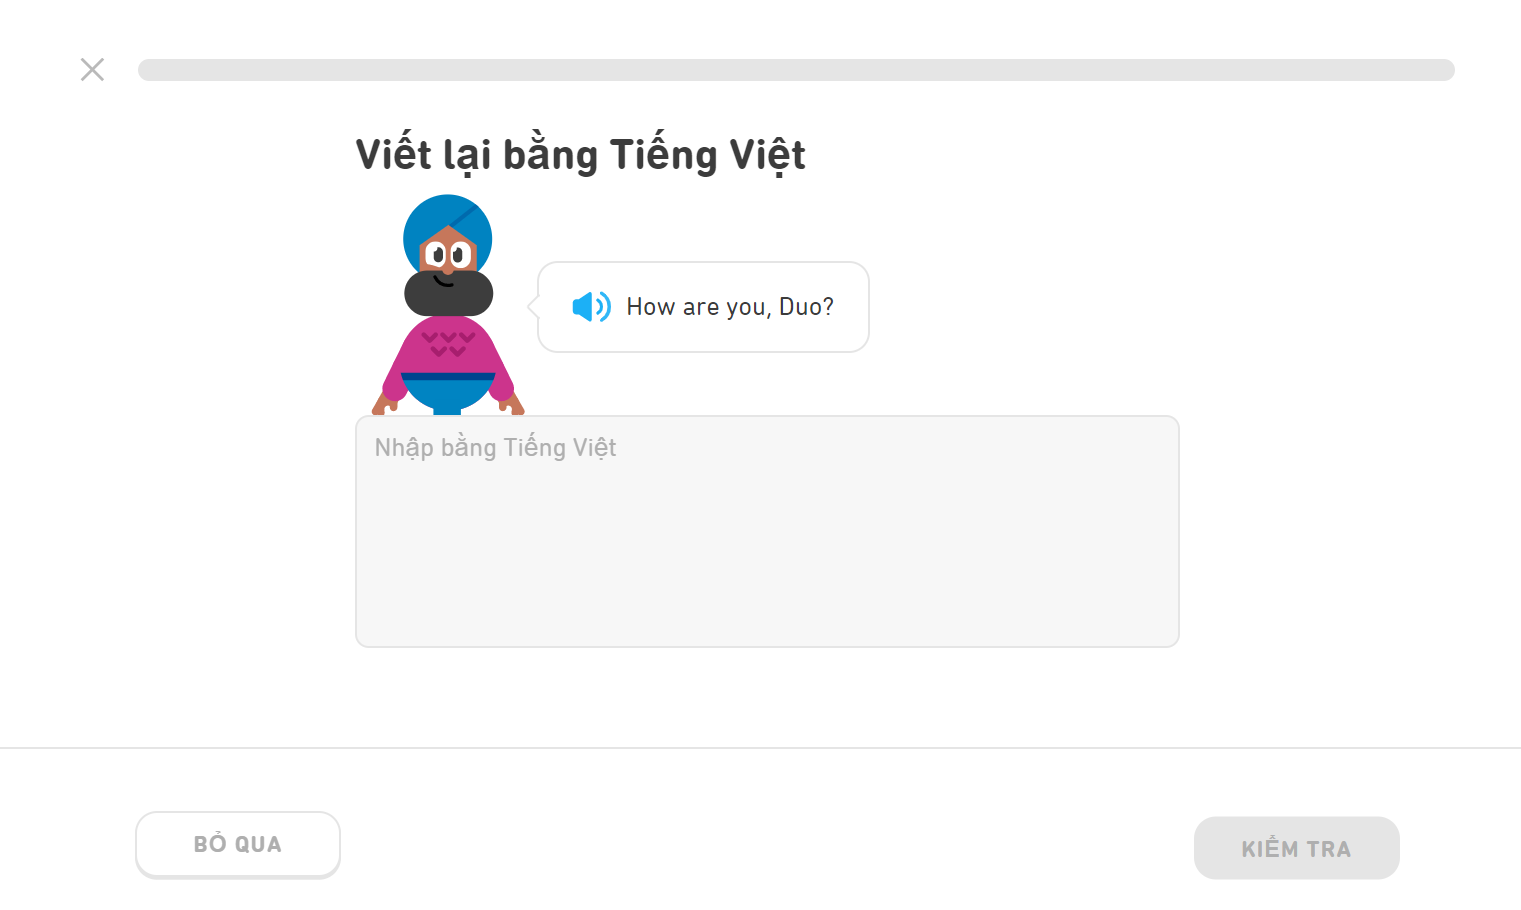 Viết lại bằng Tiếng Việt
How are you, Duo?
Nhập bằng Tiếng Việt
BỎ QUA
KIỂM TRA